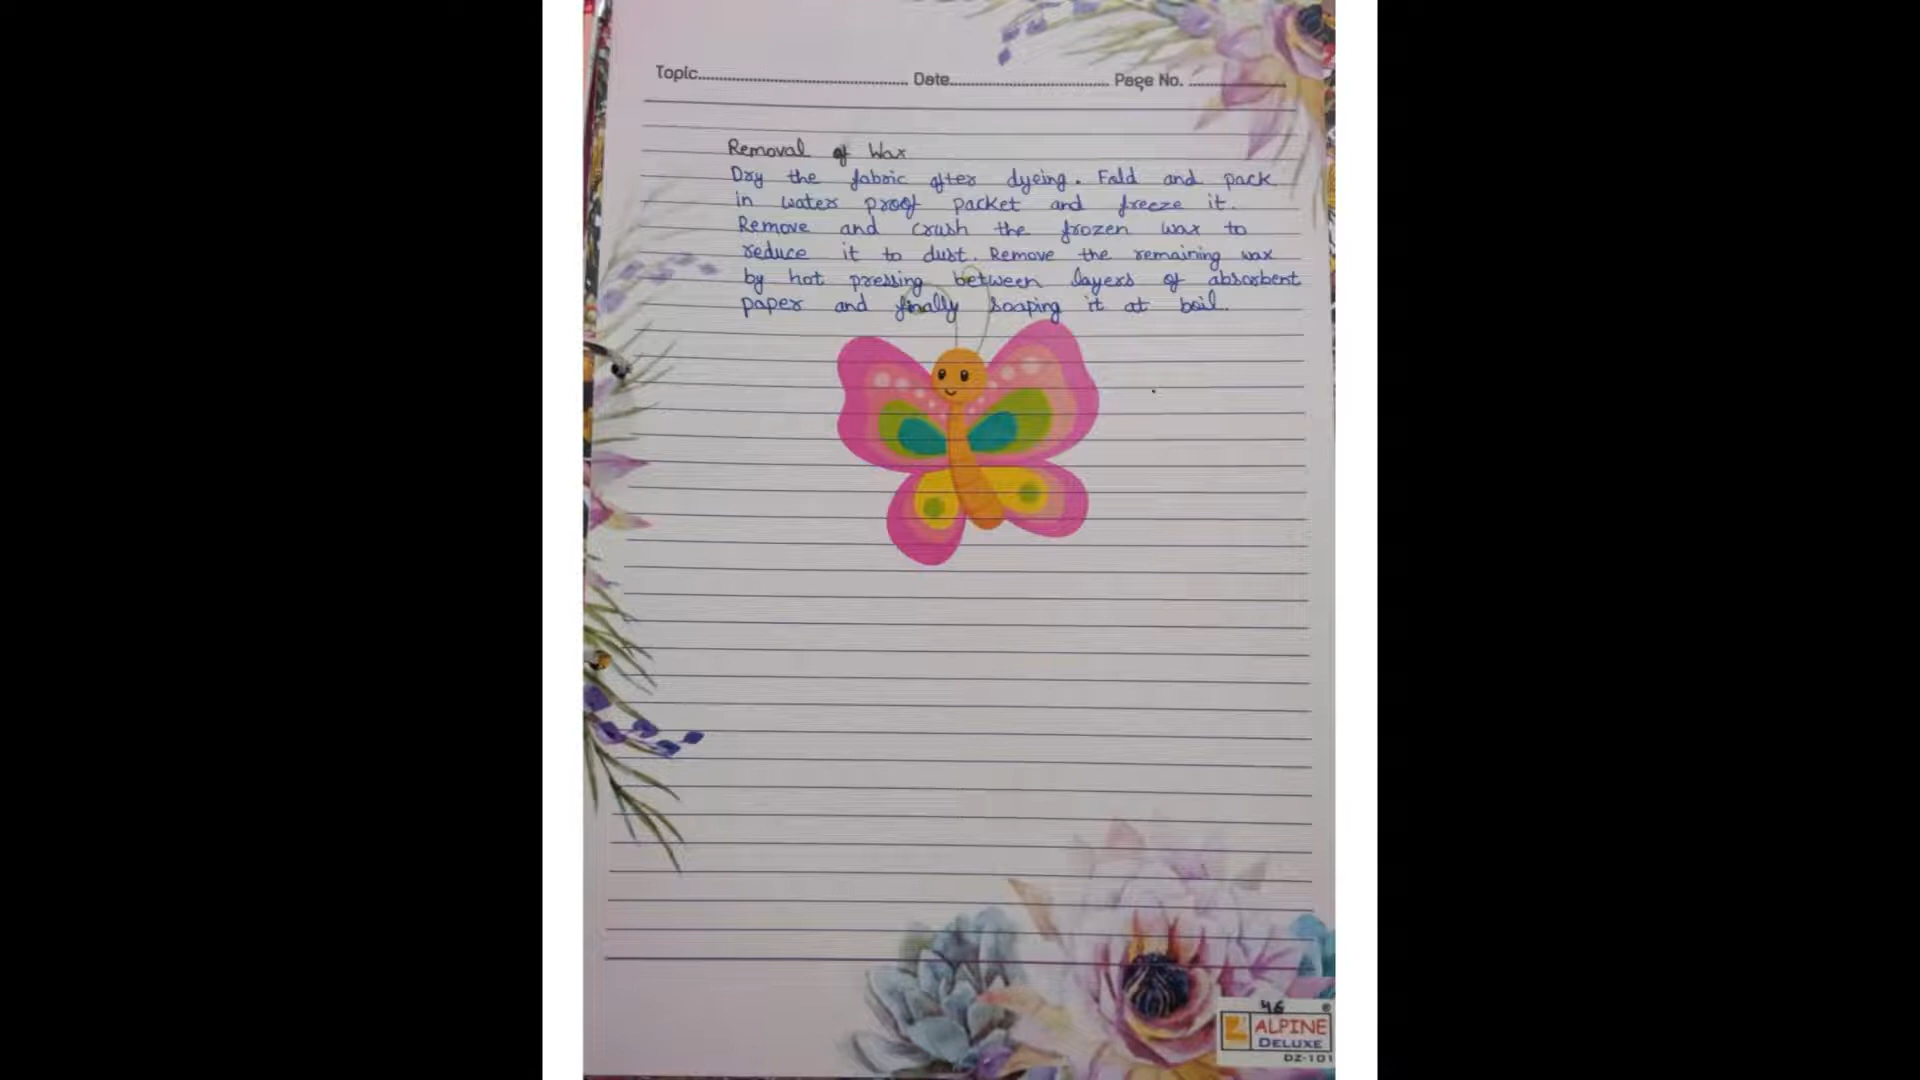 Topic.................... Date.................... Page No. ....................
Removal of Wax
Dry the fabric after dyeing. Fold and pack
in water proof packet and freeze it.
Remove and crush the frozen wax to
reduce it to dust. Remove the remaining wax
by hot pressing between layers of absorbent
paper and finally soaping it at boil.
46
ALPINE ®
DELUXE
DZ-101